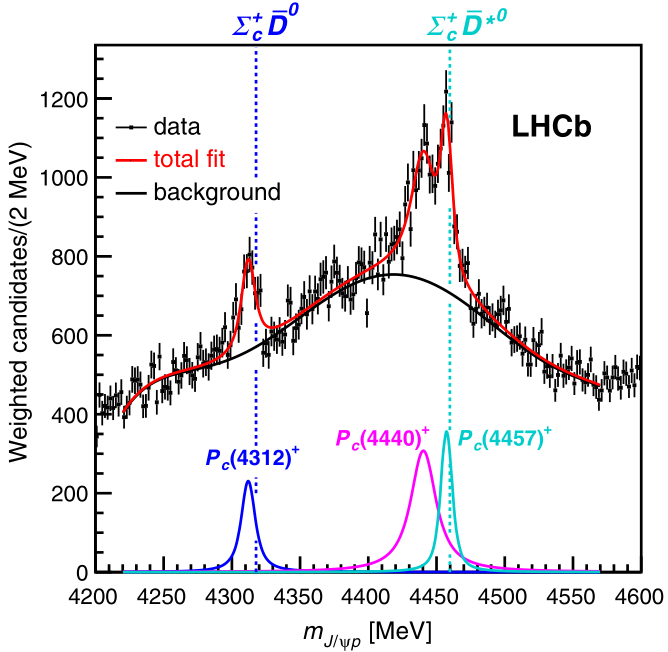 Σc⁺ D̄⁰ Σc⁺ D̄*⁰
1200
1000
800
600
400
200
0
Weighted candidates/(2 MeV)
data
total fit
background
LHCb
Pc(4312)⁺
Pc(4440)⁺
Pc(4457)⁺
4200 4250 4300 4350 4400 4450 4500 4550 4600
mJ/ψp [MeV]